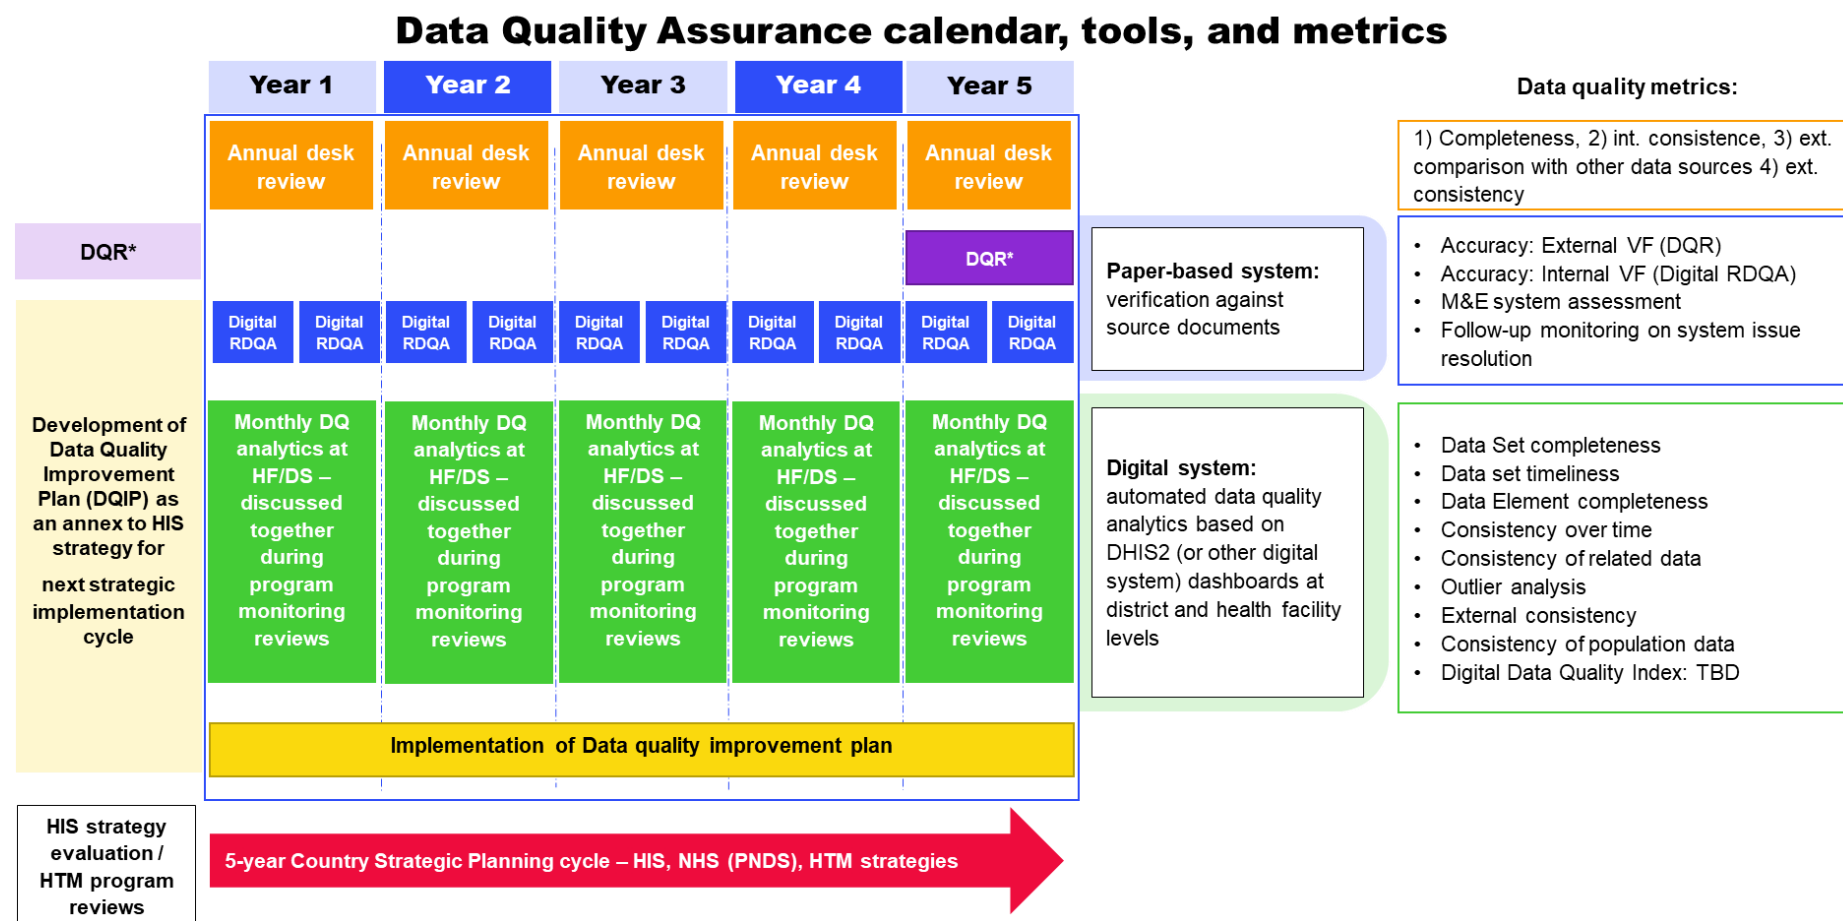 Data Quality Assurance calendar, tools, and metrics
Year 1
Year 2
Year 3
Year 4
Year 5
Data quality metrics:
Annual desk
review
Annual desk
review
Annual desk
review
Annual desk
review
Annual desk
review
1) Completeness, 2) int. consistence, 3) ext.
comparison with other data sources 4) ext.
consistency
DQR*
DQR*
Paper-based system:
verification against
source documents
• Accuracy: External VF (DQR)
• Accuracy: Internal VF (Digital RDQA)
• M&E system assessment
• Follow-up monitoring on system issue
resolution
Digital
RDQA
Digital
RDQA
Digital
RDQA
Digital
RDQA
Digital
RDQA
Digital
RDQA
Digital
RDQA
Digital
RDQA
Digital
RDQA
Digital
RDQA
Development of
Data Quality
Improvement
Plan (DQIP) as
an annex to HIS
strategy for
next strategic
implementation
cycle
Monthly DQ
analytics at
HF/DS –
discussed
together
during
program
monitoring
reviews
Monthly DQ
analytics at
HF/DS –
discussed
together
during
program
monitoring
reviews
Monthly DQ
analytics at
HF/DS –
discussed
together
during
program
monitoring
reviews
Monthly DQ
analytics at
HF/DS –
discussed
together
during
program
monitoring
reviews
Monthly DQ
analytics at
HF/DS –
discussed
together
during
program
monitoring
reviews
Digital system:
automated data quality
analytics based on
DHIS2 (or other digital
system) dashboards at
district and health facility
levels
• Data Set completeness
• Data set timeliness
• Data Element completeness
• Consistency over time
• Consistency of related data
• Outlier analysis
• External consistency
• Consistency of population data
• Digital Data Quality Index: TBD
Implementation of Data quality improvement plan
HIS strategy
evaluation /
HTM program
reviews
5-year Country Strategic Planning cycle – HIS, NHS (PNDS), HTM strategies